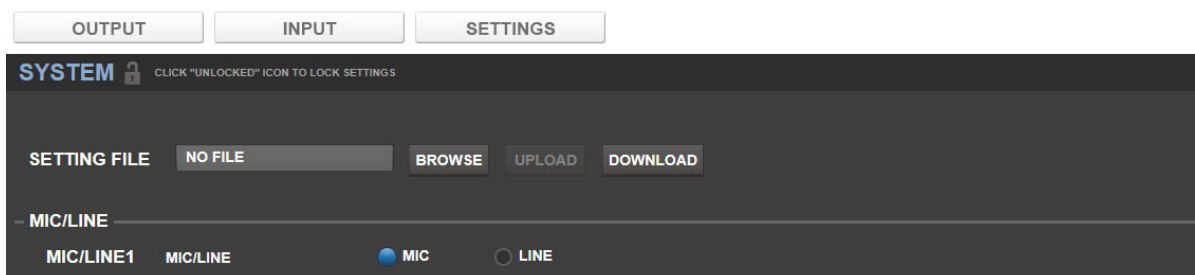 OUTPUT INPUT SETTINGS
SYSTEM CLICK "UNLOCKED" ICON TO LOCK SETTINGS
SETTING FILE NO FILE BROWSE UPLOAD DOWNLOAD
MIC/LINE
MIC/LINE1 MIC/LINE MIC LINE